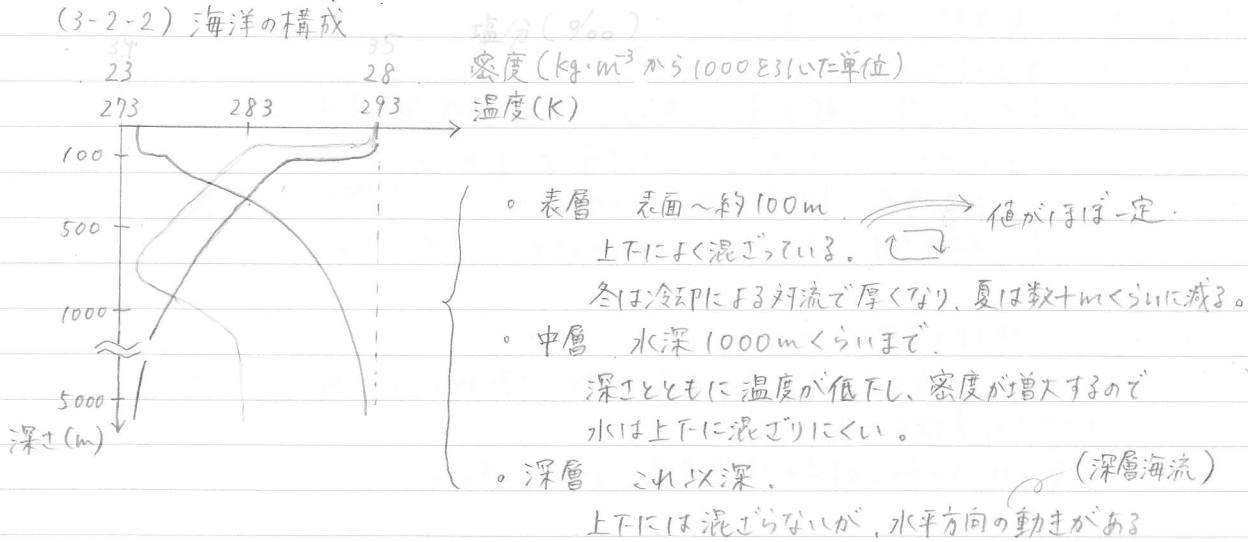 (3-2-2) 海洋の構成
塩分(‰)
34 35
23 28 密度(kg·m⁻³から1000を引いた単位)
273 283 293 温度(K)
100
500
1000
5000
深さ(m)
。表層 表面~約100m. 値がほぼ一定.
上下によく混ざっている。
冬は冷却による対流で厚くなり、夏は数十mくらいに減る。
。中層 水深1000mくらいまで.
深さとともに温度が低下し、密度が増大するので
水は上下に混ざりにくい。
。深層 これ以深.
(深層海流)
上下には混ざらないが、水平方向の動きがある